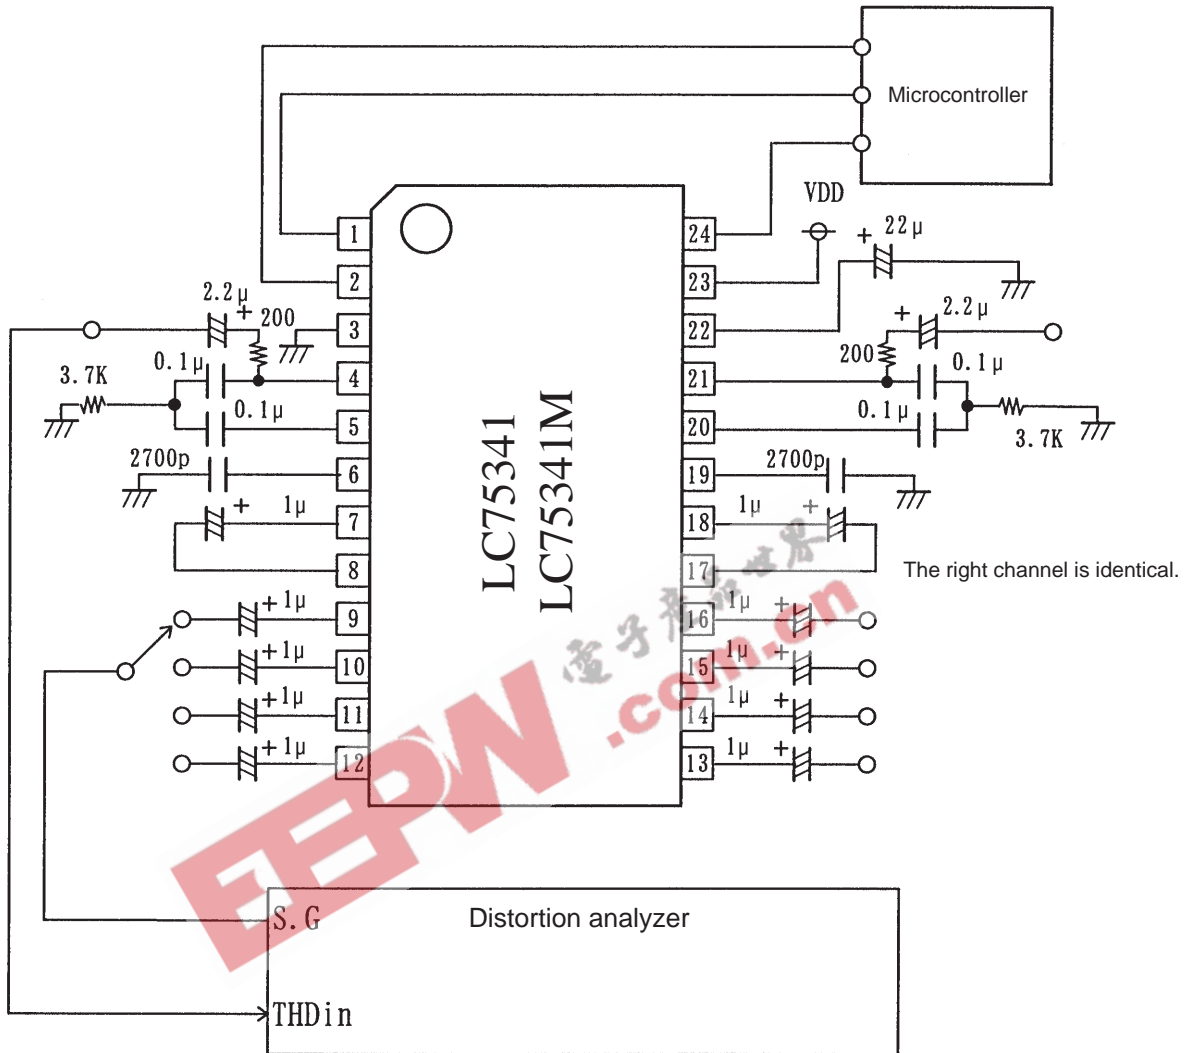 Microcontroller
VDD
+ 22μ
1
24
2
23
3
22
4
21
5
20
6
19
7
18
8
17
9
16
10
15
11
14
12
13
2.2μ
+
200
0.1μ
3.7K
0.1μ
2700p
+ 1μ
+1μ
+1μ
+1μ
+1μ
LC75341
LC75341M
+ 2.2μ
200
0.1μ
0.1μ
3.7K
2700p
1μ +
1μ +
1μ +
1μ +
1μ +
The right channel is identical.
電子產品世界
EEPW
.com.cn
S.G
Distortion analyzer
THDin